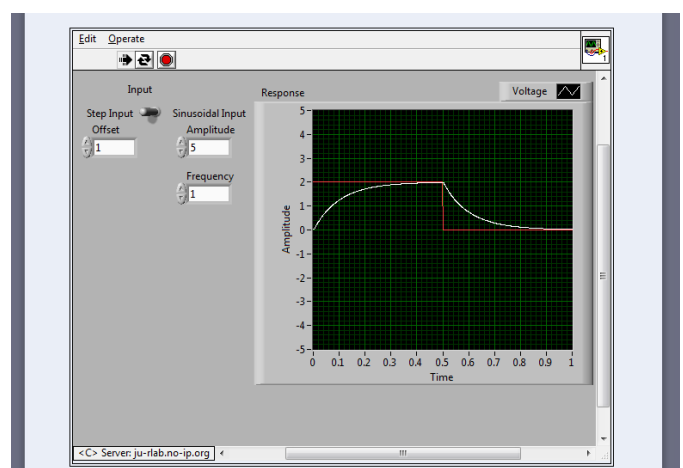 Edit Operate
1
Input
Step Input Sinusoidal Input
Offset Amplitude
1 5
Frequency
1
Response Voltage
5
4
3
2
1
0
-1
-2
-3
-4
-5
Amplitude
0 0.1 0.2 0.3 0.4 0.5 0.6 0.7 0.8 0.9 1
Time
<C> Server: ju-rlab.no-ip.org